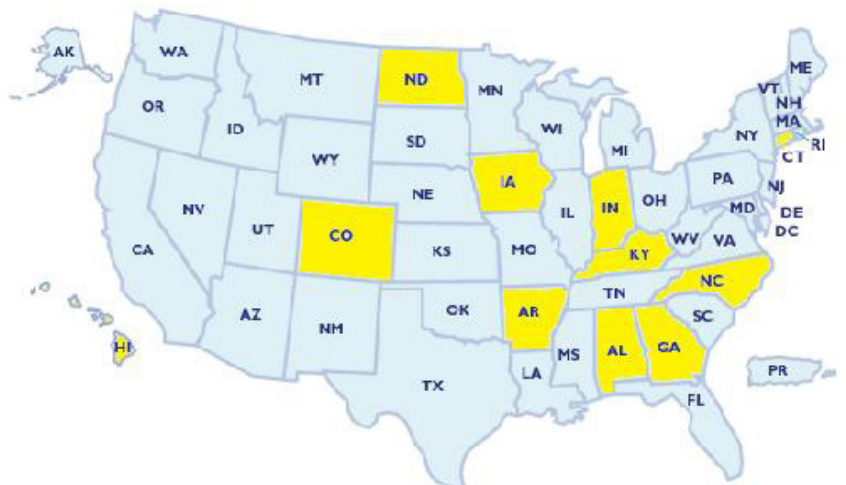 AK
WA
MT
ND
MN
ME
VT
NH
OR
ID
WI
MA
NY
RI
SD
MI
CT
WY
IA
PA
NJ
NE
OH
MD
DE
NV
IL
IN
DC
UT
CO
WV
VA
CA
KS
MO
KY
NC
TN
AZ
NM
OK
AR
SC
HI
MS
AL
GA
LA
PR
TX
FL